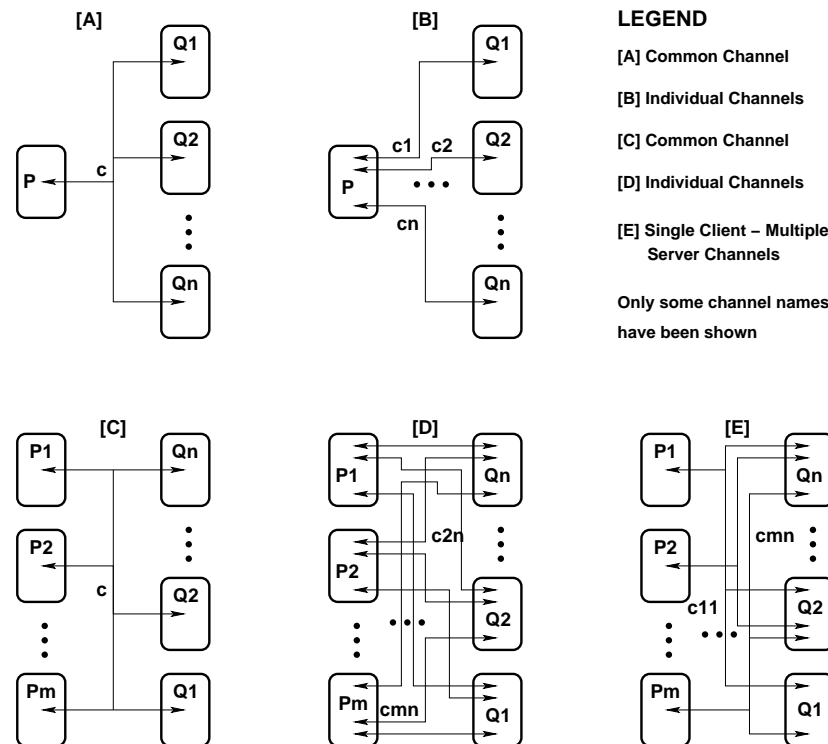 [A]
Q1
Q2
P
c
Qn
[B]
Q1
c1
c2
Q2
P
cn
Qn
LEGEND
[A] Common Channel
[B] Individual Channels
[C] Common Channel
[D] Individual Channels
[E] Single Client – Multiple
Server Channels
Only some channel names
have been shown
[C]
P1
Qn
P2
c
Q2
Pm
Q1
[D]
P1
Qn
c2n
P2
Q2
Pm
cmn
Q1
[E]
P1
Qn
P2
cmn
c11
Q2
Pm
Q1